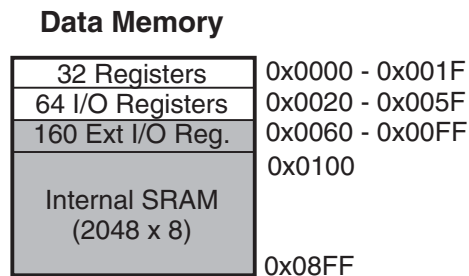 Data Memory
32 Registers 0x0000 - 0x001F
64 I/O Registers 0x0020 - 0x005F
160 Ext I/O Reg. 0x0060 - 0x00FF
0x0100
Internal SRAM
(2048 x 8)
0x08FF